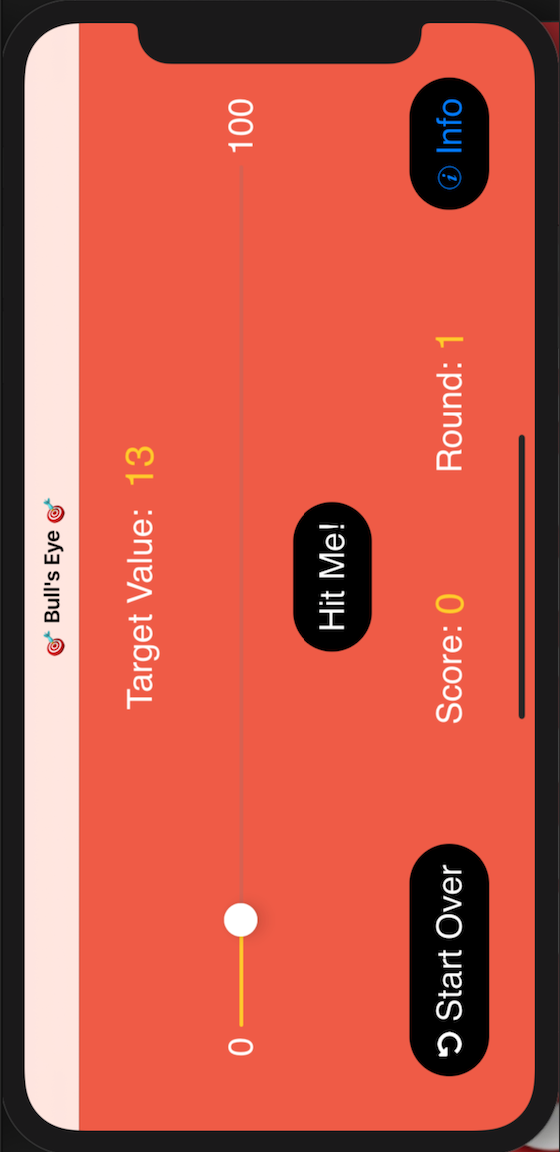 🎯 Bull's Eye 🎯
Target Value: 13
0 100
Hit Me!
Start Over Score: 0 Round: 1 Info